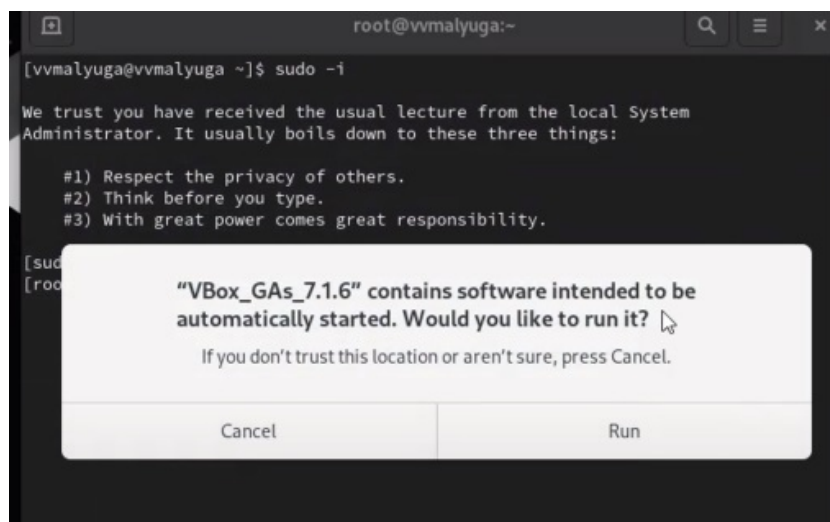 root@vvmalyuga:~
[vvmalyuga@vvmalyuga ~]$ sudo -i
We trust you have received the usual lecture from the local System
Administrator. It usually boils down to these three things:
#1) Respect the privacy of others.
#2) Think before you type.
#3) With great power comes great responsibility.
[sud
[roo
“VBox_GAs_7.1.6” contains software intended to be
automatically started. Would you like to run it?
If you don’t trust this location or aren’t sure, press Cancel.
Cancel Run